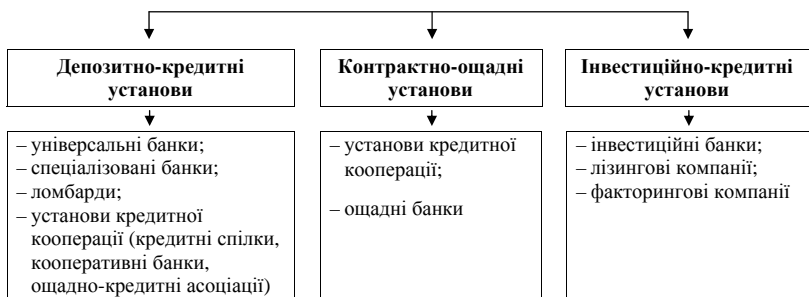 Депозитно-кредитні
установи
– універсальні банки;
– спеціалізовані банки;
– ломбарди;
– установи кредитної
кооперації (кредитні спілки,
кооперативні банки,
ощадно-кредитні асоціації)
Контрактно-ощадні
установи
– установи кредитної
кооперації;
– ощадні банки
Інвестиційно-кредитні
установи
– інвестиційні банки;
– лізингові компанії;
– факторингові компанії